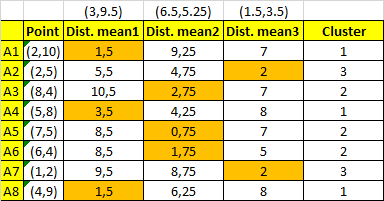 (3,9.5) (6.5,5.25) (1.5,3.5)
Point Dist. mean1 Dist. mean2 Dist. mean3 Cluster
A1 (2,10) 1,5 9,25 7 1
A2 (2,5) 5,5 4,75 2 3
A3 (8,4) 10,5 2,75 7 2
A4 (5,8) 3,5 4,25 8 1
A5 (7,5) 8,5 0,75 7 2
A6 (6,4) 8,5 1,75 5 2
A7 (1,2) 9,5 8,75 2 3
A8 (4,9) 1,5 6,25 8 1